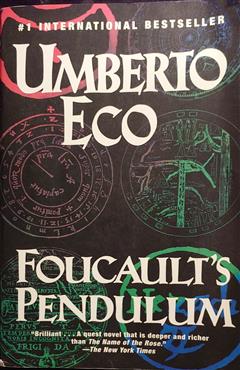 #1 INTERNATIONAL BESTSELLER
UMBERTO
ECO
FOUCAULT'S
PENDULUM
"Brilliant . . . A quest novel that is deeper and richer
than The Name of the Rose."
—The New York Times
FRIGIDA